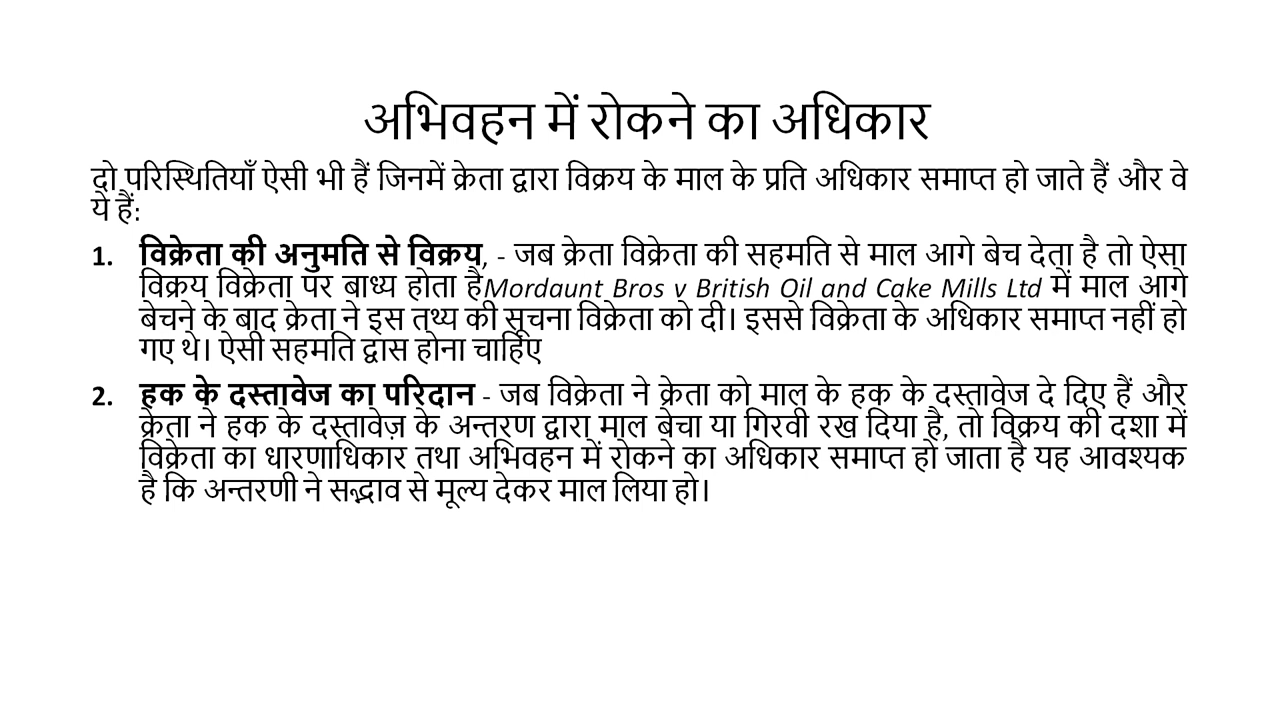 अभिवहन में रोकने का अधिकार
दो परिस्थितियाँ ऐसी भी हैं जिनमें क्रेता द्वारा विक्रय के माल के प्रति अधिकार समाप्त हो जाते हैं और वे
ये हैं:
1. विक्रेता की अनुमति से विक्रय, - जब क्रेता विक्रेता की सहमति से माल आगे बेच देता है तो ऐसा
विक्रय विक्रेता पर बाध्य होता हैMordaunt Bros v British Oil and Cake Mills Ltd में माल आगे
बेचने के बाद क्रेता ने इस तथ्य की सूचना विक्रेता को दी। इससे विक्रेता के अधिकार समाप्त नहीं हो
गए थे। ऐसी सहमति द्वास होना चाहिए
2. हक के दस्तावेज का परिदान - जब विक्रेता ने क्रेता को माल के हक के दस्तावेज दे दिए हैं और
क्रेता ने हक के दस्तावेज़ के अन्तरण द्वारा माल बेचा या गिरवी रख दिया है, तो विक्रय की दशा में
विक्रेता का धारणाधिकार तथा अभिवहन में रोकने का अधिकार समाप्त हो जाता है यह आवश्यक
है कि अन्तरणी ने सद्भाव से मूल्य देकर माल लिया हो।